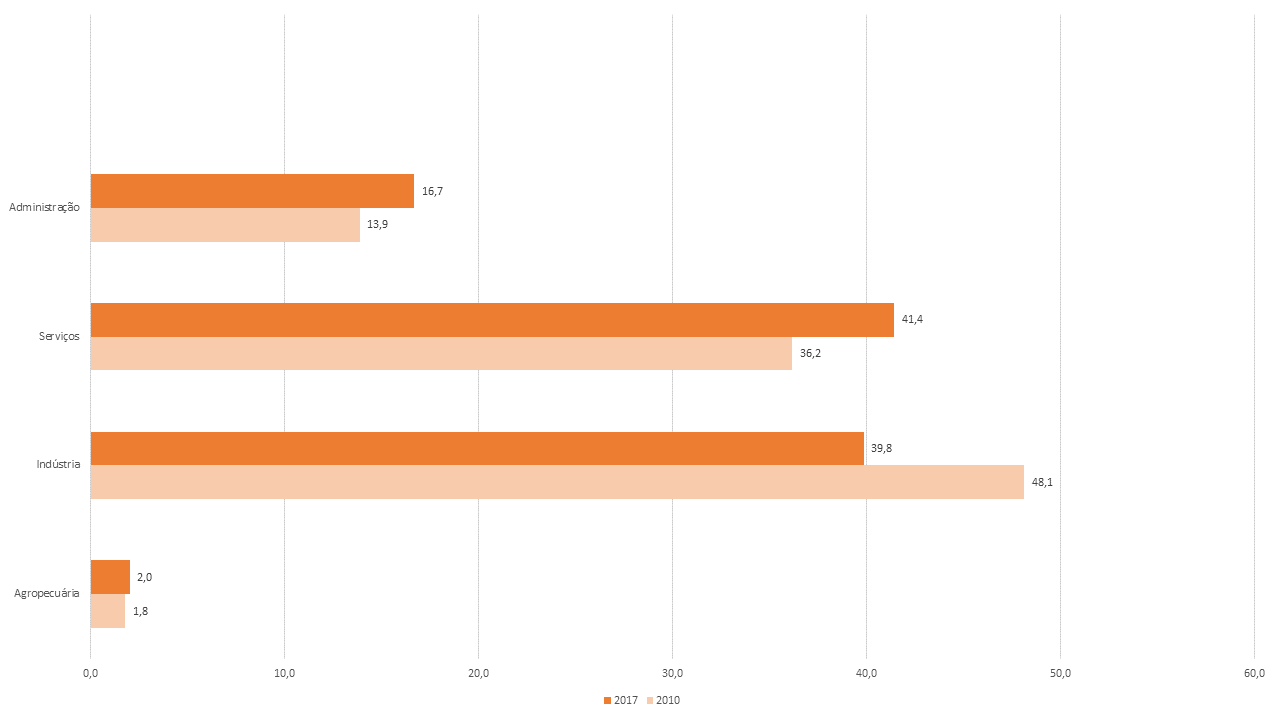 16,7
Administração
13,9
41,4
Serviços
36,2
39,8
Indústria
48,1
2,0
Agropecuária
1,8
0,0 10,0 20,0 30,0 40,0 50,0 60,0
2017 2010